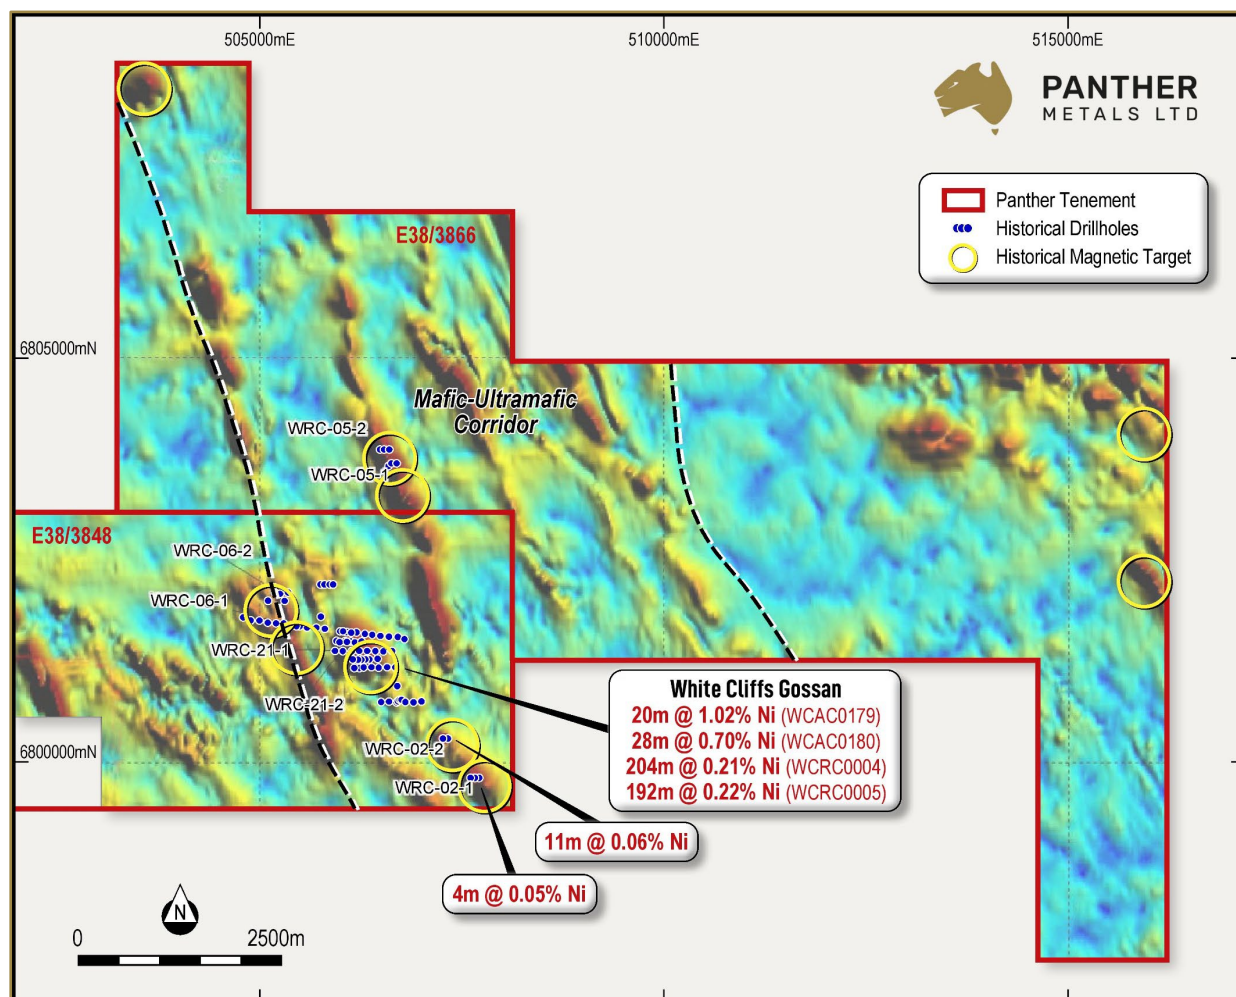 505000mE
510000mE
515000mE
PANTHER
METALS LTD
Panther Tenement
Historical Drillholes
Historical Magnetic Target
E38/3866
6805000mN
Mafic-Ultramafic
Corridor
WRC-05-2
WRC-05-1
E38/3848
WRC-06-2
WRC-06-1
WRC-21-1
WRC-21-2
White Cliffs Gossan
20m @ 1.02% Ni (WCAC0179)
28m @ 0.70% Ni (WCAC0180)
204m @ 0.21% Ni (WCRC0004)
192m @ 0.22% Ni (WCRC0005)
6800000mN
WRC-02-2
WRC-02-1
11m @ 0.06% Ni
4m @ 0.05% Ni
N
0
2500m